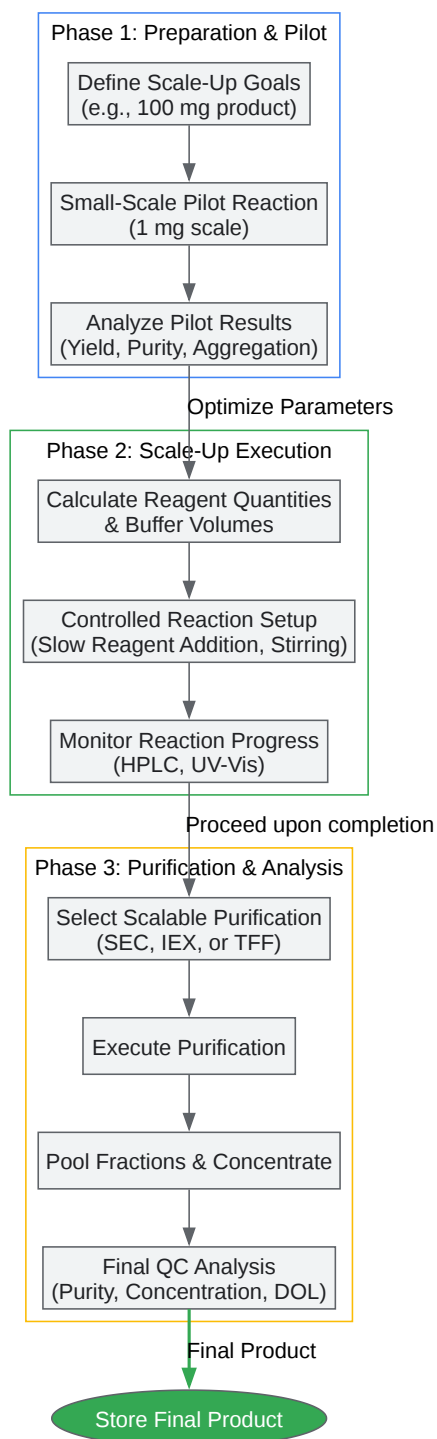 Phase 1: Preparation & Pilot
Define Scale-Up Goals
(e.g., 100 mg product)
Small-Scale Pilot Reaction
(1 mg scale)
Analyze Pilot Results
(Yield, Purity, Aggregation)
Optimize Parameters
Phase 2: Scale-Up Execution
Calculate Reagent Quantities
& Buffer Volumes
Controlled Reaction Setup
(Slow Reagent Addition, Stirring)
Monitor Reaction Progress
(HPLC, UV-Vis)
Proceed upon completion
Phase 3: Purification & Analysis
Select Scalable Purification
(SEC, IEX, or TFF)
Execute Purification
Pool Fractions & Concentrate
Final QC Analysis
(Purity, Concentration, DOL)
Final Product
Store Final Product